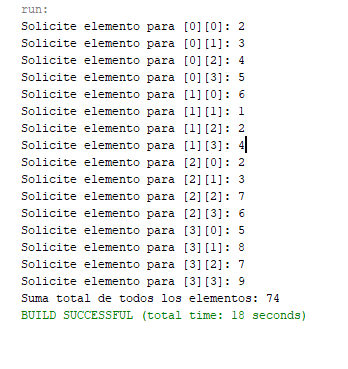 run:
Solicite elemento para [0][0]: 2
Solicite elemento para [0][1]: 3
Solicite elemento para [0][2]: 4
Solicite elemento para [0][3]: 5
Solicite elemento para [1][0]: 6
Solicite elemento para [1][1]: 1
Solicite elemento para [1][2]: 2
Solicite elemento para [1][3]: 4
Solicite elemento para [2][0]: 2
Solicite elemento para [2][1]: 3
Solicite elemento para [2][2]: 7
Solicite elemento para [2][3]: 6
Solicite elemento para [3][0]: 5
Solicite elemento para [3][1]: 8
Solicite elemento para [3][2]: 7
Solicite elemento para [3][3]: 9
Suma total de todos los elementos: 74
BUILD SUCCESSFUL (total time: 18 seconds)